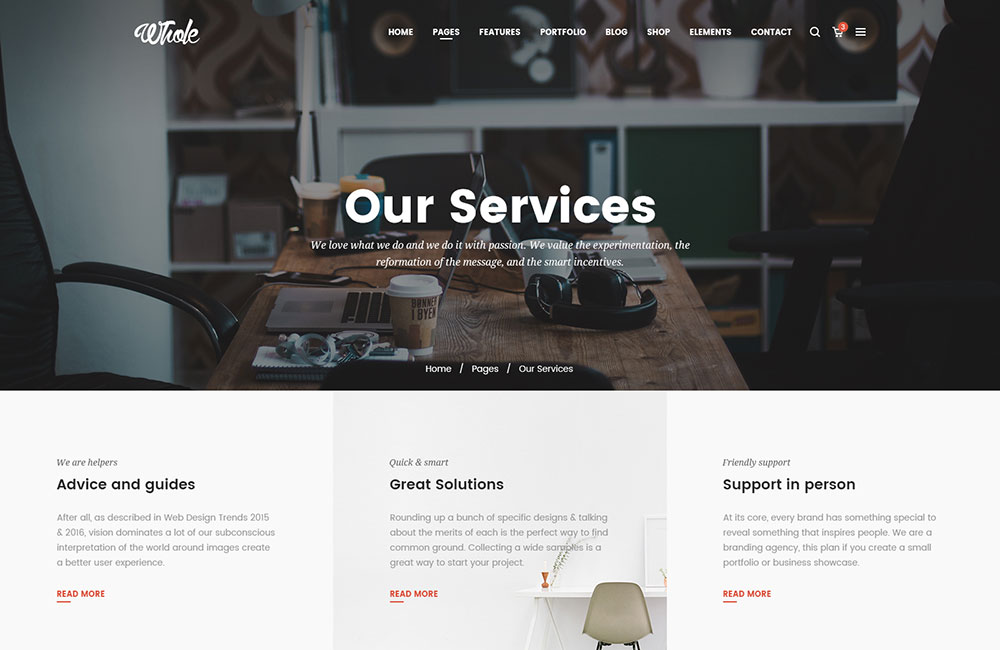 Whole
HOME PAGES FEATURES PORTFOLIO BLOG SHOP ELEMENTS CONTACT 3
Our Services
We love what we do and we do it with passion. We value the experimentation, the
reformation of the message, and the smart incentives.
BUNDEN
I BYEN
Home / Pages / Our Services
We are helpers
Advice and guides
After all, as described in Web Design Trends 2015
& 2016, vision dominates a lot of our subconscious
interpretation of the world around images create
a better user experience.
READ MORE
Quick & smart
Great Solutions
Rounding up a bunch of specific designs & talking
about the merits of each is the perfect way to find
common ground. Collecting a wide samples is a
great way to start your project.
READ MORE
Friendly support
Support in person
At its core, every brand has something special to
reveal something that inspires people. We are a
branding agency, this plan if you create a small
portfolio or business showcase.
READ MORE